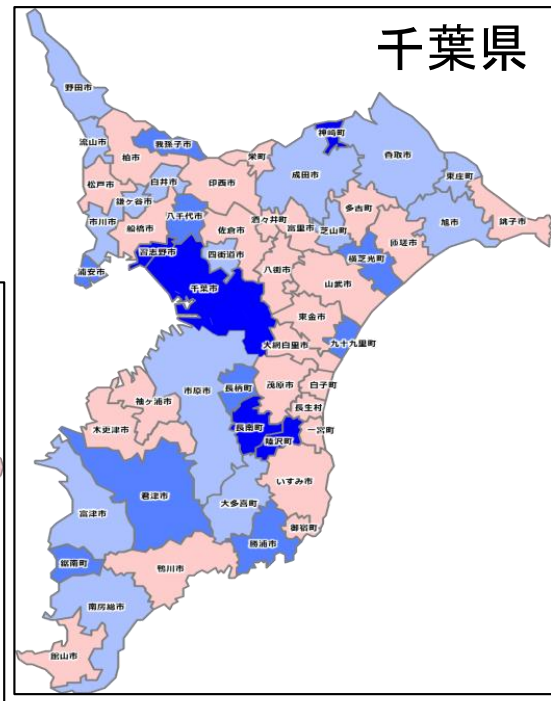 千葉県
野田市
神崎町
流山市
我孫子市
柏市
栄町
香取市
松戸市
白井市
印西市
成田市
東庄町
鎌ヶ谷市
市川市
八千代市
酒々井町
多古町
船橋市
佐倉市
富里市
芝山町
旭市
銚子市
匝瑳市
習志野市
四街道市
横芝光町
浦安市
八街市
千葉市
山武市
東金市
大網白里市
九十九里町
市原市
長柄町
茂原市
白子町
袖ヶ浦市
長生村
木更津市
長南町
睦沢町
一宮町
いすみ市
君津市
大多喜町
富津市
御宿町
勝浦市
鋸南町
鴨川市
南房総市
館山市